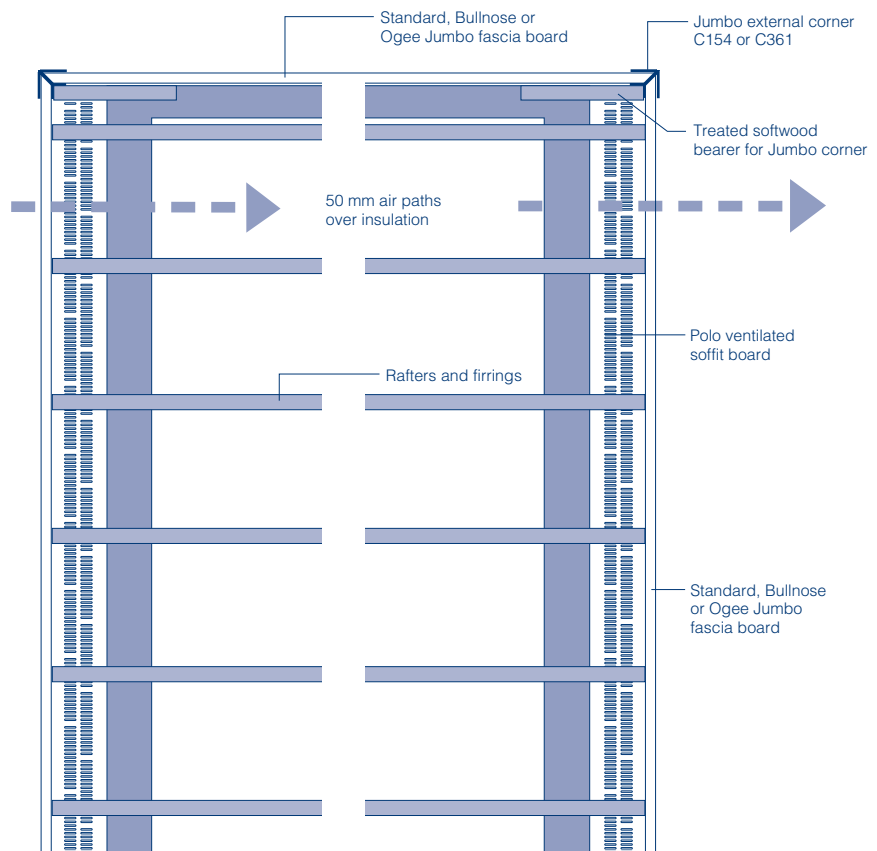 Standard, Bullnose or
Ogee Jumbo fascia board
Jumbo external corner
C154 or C361
Treated softwood
bearer for Jumbo corner
50 mm air paths
over insulation
Polo ventilated
soffit board
Rafters and firrings
Standard, Bullnose
or Ogee Jumbo
fascia board